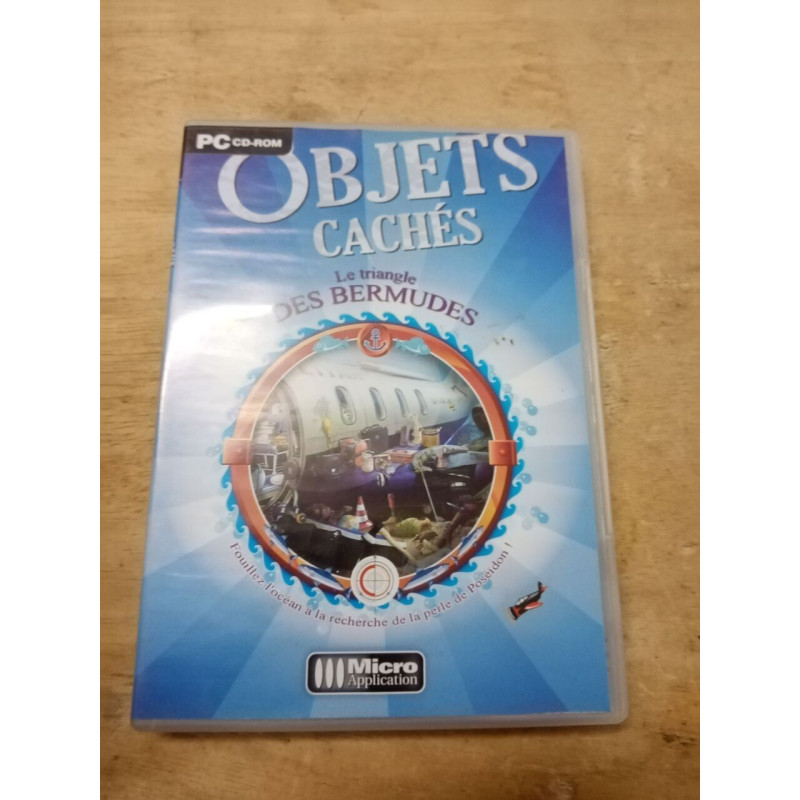 PC CD-ROM
OBJETS
CACHÉS
Le triangle
DES BERMUDES
Fouillez l'océan à la recherche de la perle de Poseidon !
Micro
Application